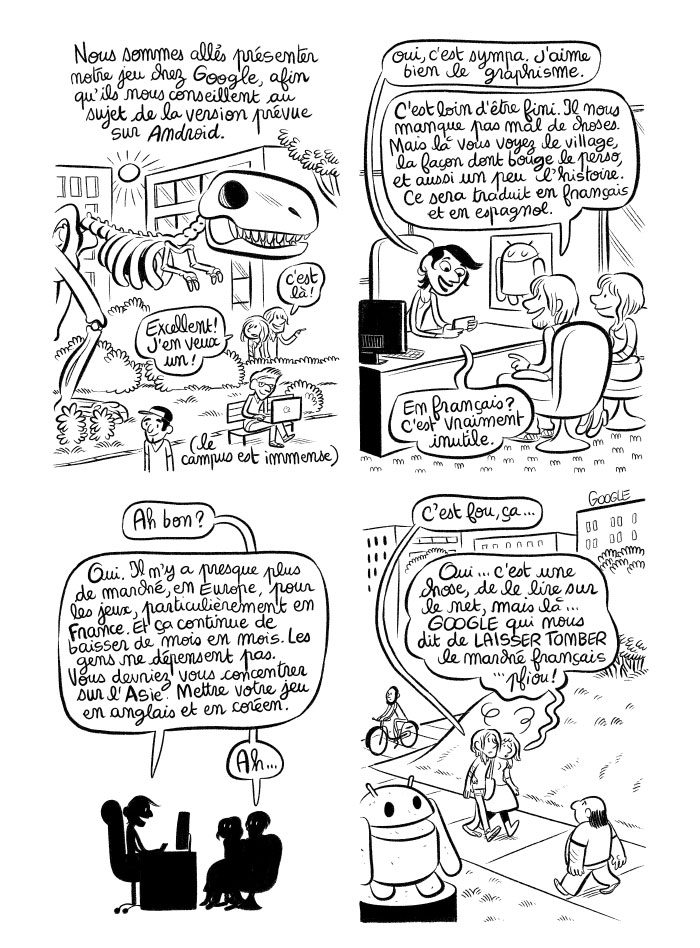 Nous sommes allés présenter
notre jeu chez Google, afin
qu'ils nous conseillent au
sujet de la version prévue
sur Android.
c'est
là!
Excellent!
J'en veux
un!
(le
campus est immense)
oui, c'est sympa. J'aime
bien le graphisme.
C'est loin d'être fini. Il nous
manque pas mal de choses.
Mais là vous voyez le village,
la façon dont bouge le perso,
et aussi un peu l'histoire.
Ce sera traduit en français
et en espagnol.
En français?
C'est vraiment
inutile.
Ah bon?
Oui. Il n'y a presque plus
de marché, en Europe, pour
les jeux, particulièrement en
France. Et ça continue de
baisser de mois en mois. Les
gens ne dépensent pas.
Vous devriez vous concentrer
sur l'Asie. Mettre votre jeu
en anglais et en coréen.
Ah...
GOOGLE
C'est fou, ça...
Oui... c'est une
chose, de le lire sur
le net, mais là...
GOOGLE qui nous
dit de LAISSER TOMBER
le marché français
pfiou!